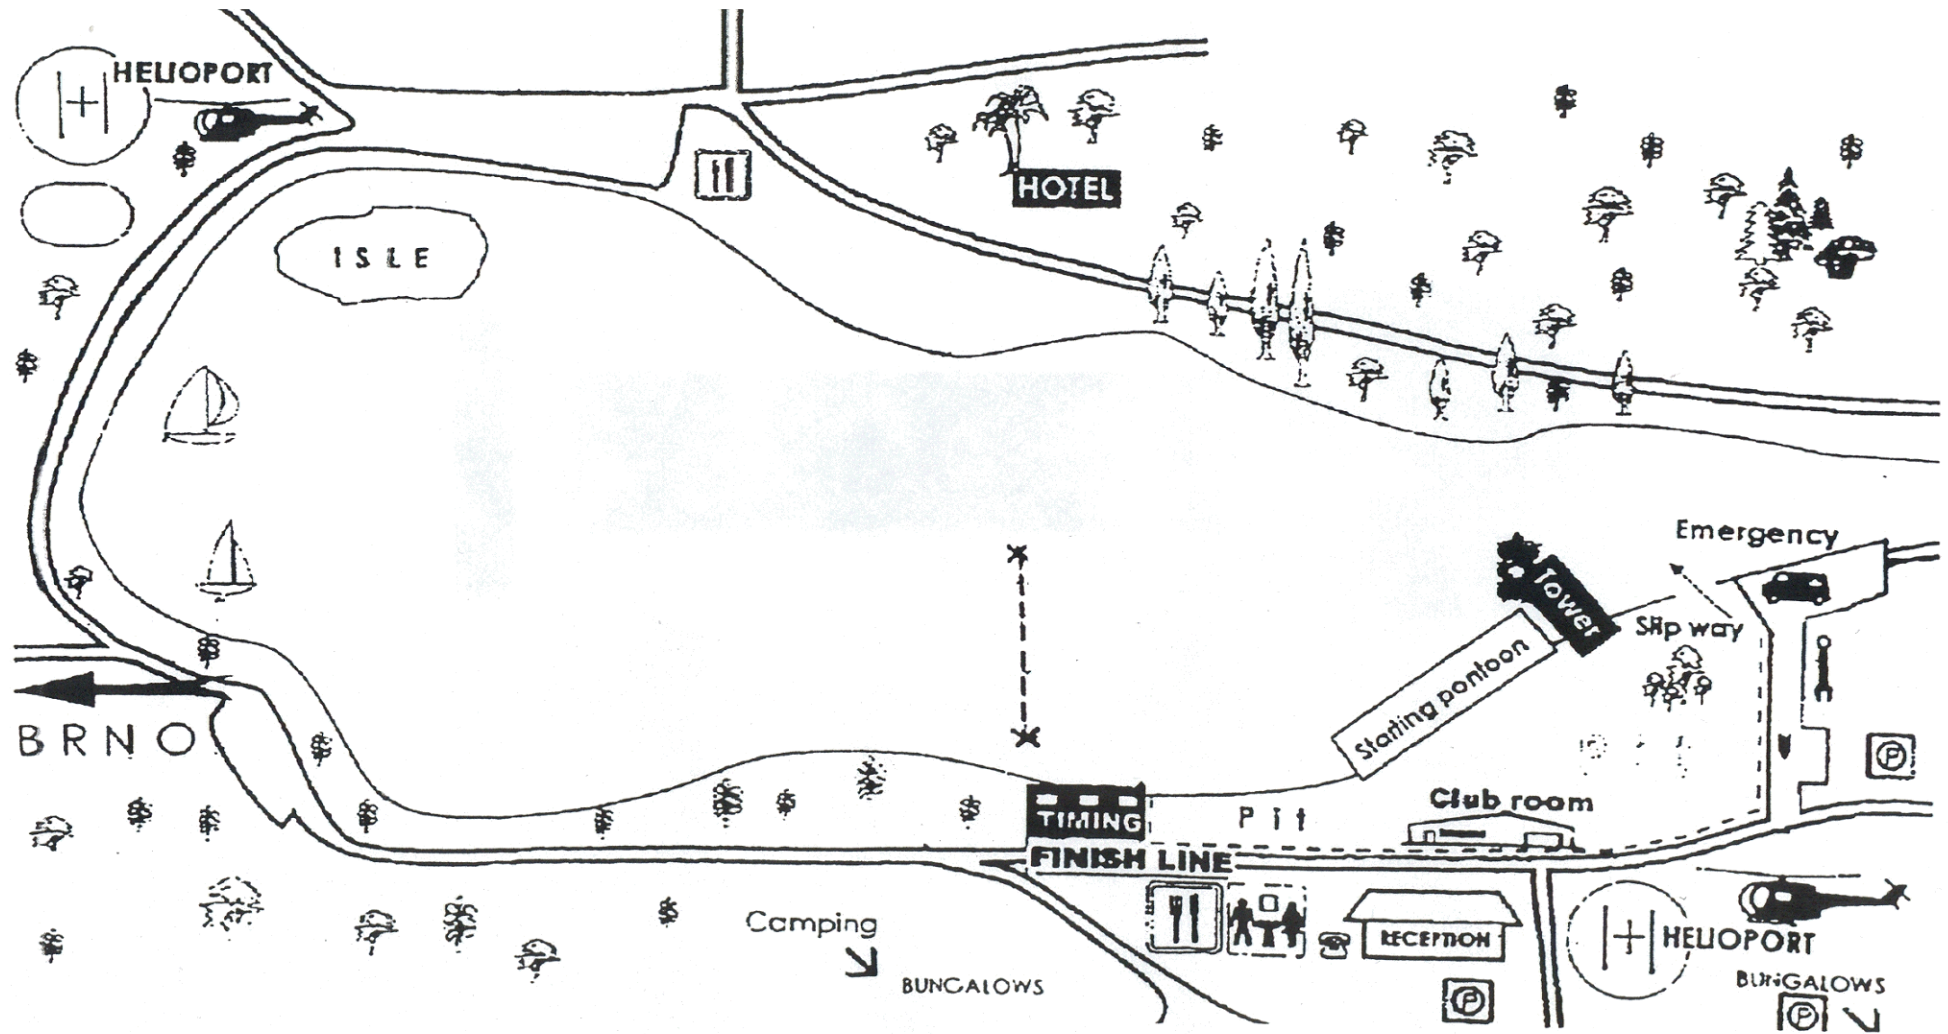 HELIOPORT
HOTEL
ISLE
Emergency
Tower
Slip way
Starting pontoon
BRNO
P
Club room
TIMING
Pit
FINISH LINE
Camping
RECEPTION
HELIOPORT
BUNGALOWS
BUNGALOWS
P
P